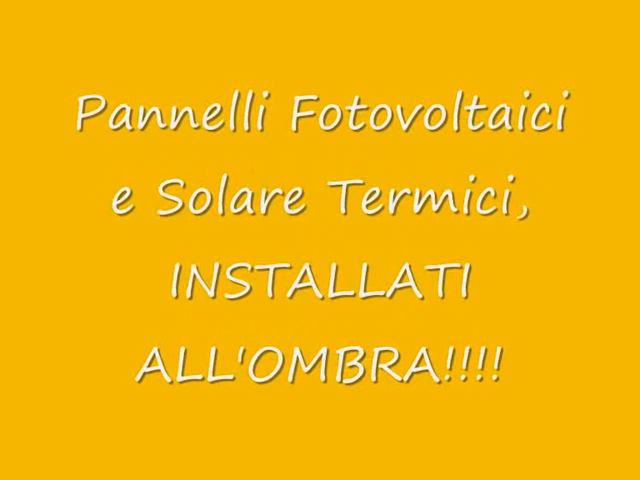 Pannelli Fotovoltaici
e Solare Termici,
INSTALLATI
ALL'OMBRA!!!!